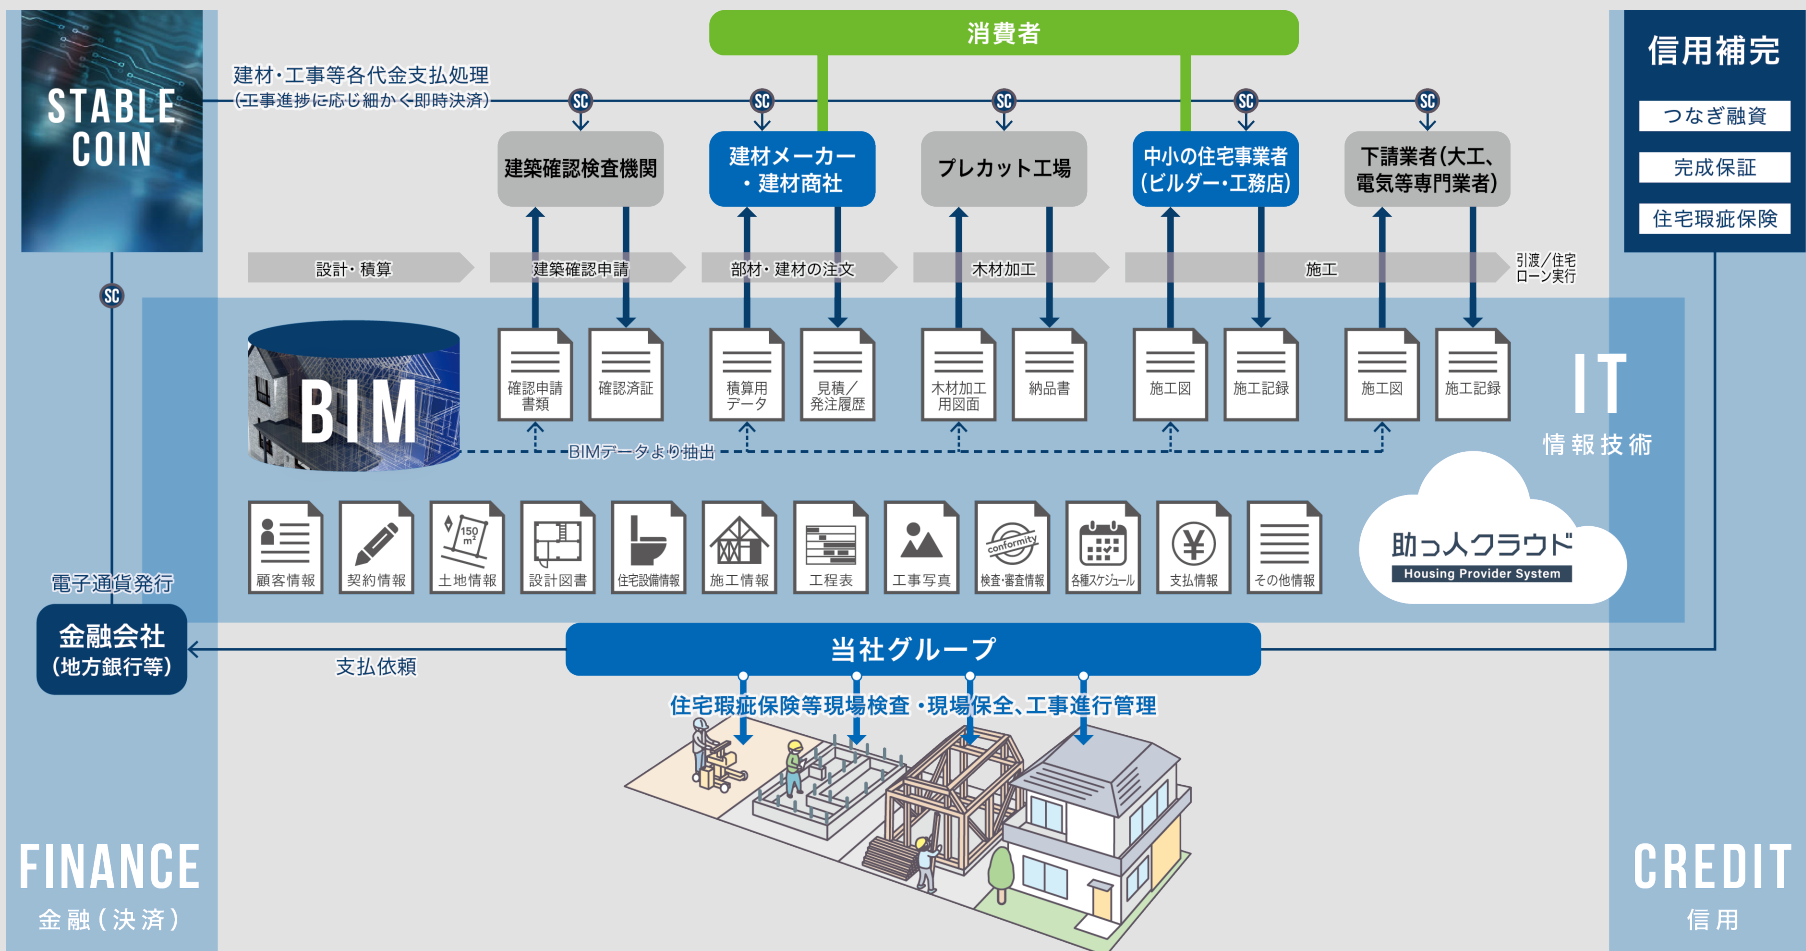 STABLE
COIN
建材・工事等各代金支払処理
(工事進捗に応じ細かく即時決済)
消費者
信用補完
つなぎ融資
完成保証
住宅瑕疵保険
SC
SC
SC
SC
SC
建築確認検査機関
建材メーカー
・建材商社
プレカット工場
中小の住宅事業者
(ビルダー・工務店)
下請業者(大工、
電気等専門業者)
設計・積算
建築確認申請
部材・建材の注文
木材加工
施工
引渡/住宅
ローン実行
SC
BIM
確認申請
書類
確認済証
積算用
データ
見積/
発注履歴
木材加工
用図面
納品書
施工図
施工記録
施工図
施工記録
IT
情報技術
BIMデータより抽出
顧客情報
契約情報
150
m²
土地情報
設計図書
住宅設備情報
施工情報
工程表
工事写真
conformity
検査・審査情報
各種スケジュール
¥
支払情報
その他情報
助っ人クラウド
Housing Provider System
電子通貨発行
金融会社
(地方銀行等)
支払依頼
当社グループ
住宅瑕疵保険等現場検査・現場保全、工事進行管理
FINANCE
金融(決済)
CREDIT
信用